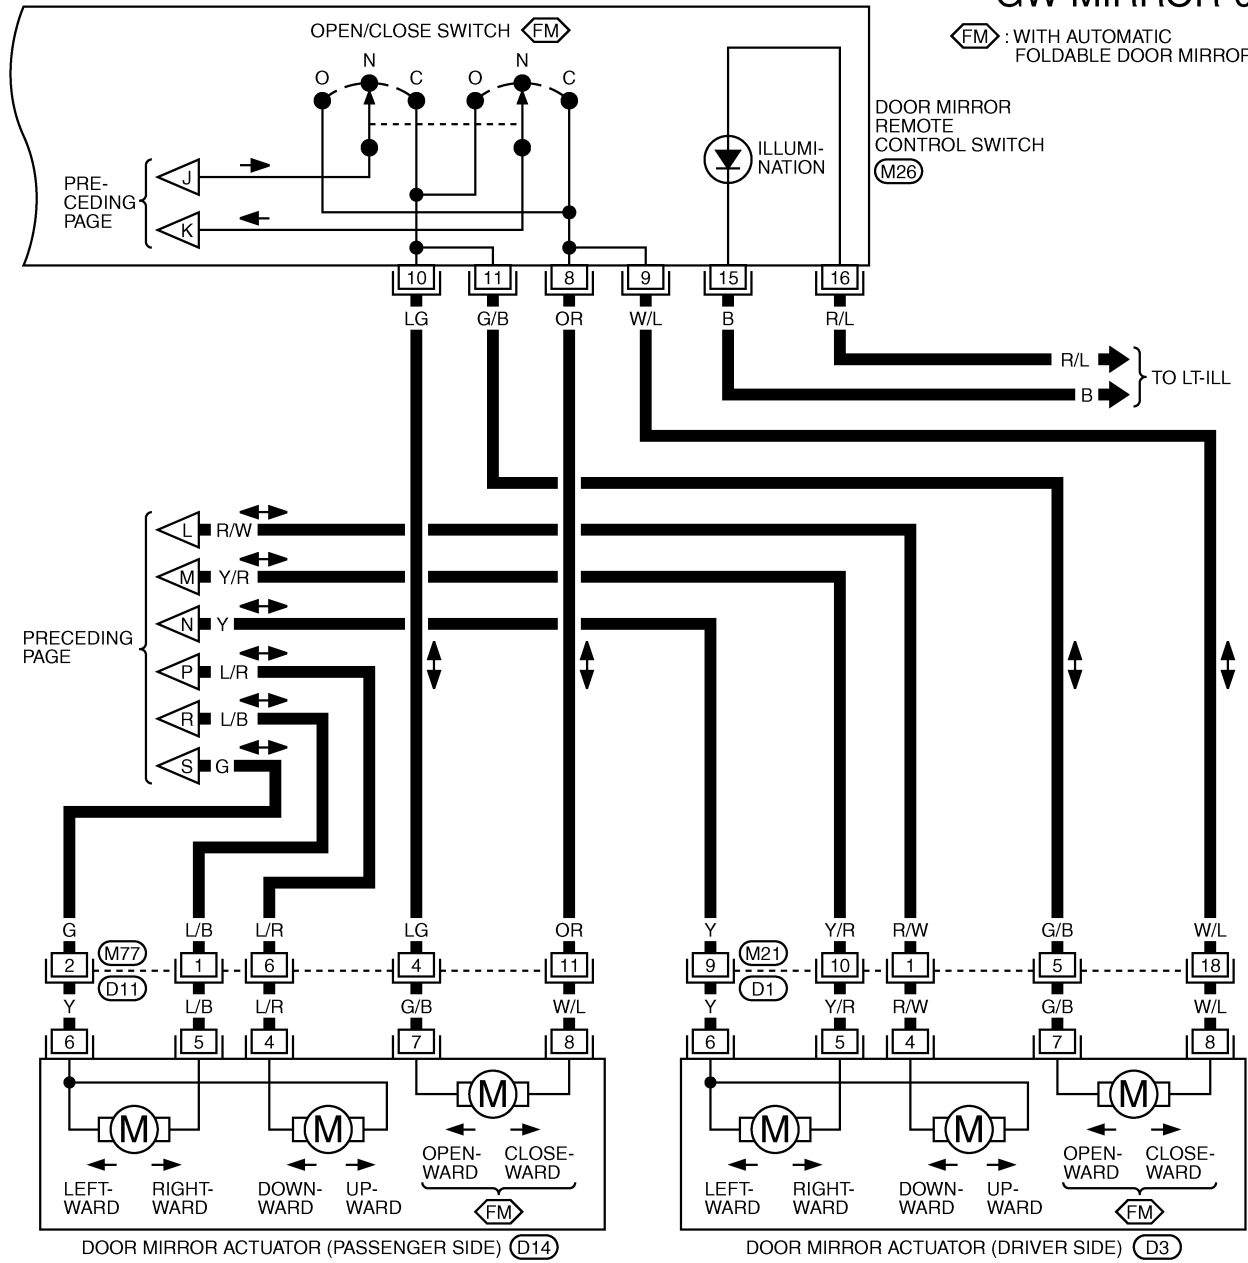 OPEN/CLOSE SWITCH FM
FM : WITH AUTOMATIC
FOLDABLE DOOR MIRROR
O N C O N C
DOOR MIRROR
REMOTE
CONTROL SWITCH
M26
ILLUMI-
NATION
PRE-
CEDING
PAGE
J
K
10 11 8 9 15 16
LG G/B OR W/L B R/L
R/L
B
TO LT-ILL
PRECEDING
PAGE
L R/W
M Y/R
N Y
P L/R
R L/B
S G
G L/B L/R LG OR Y Y/R R/W G/B W/L
M77 M21
2 1 6 4 11 9 10 1 5 18
D11 D1
Y L/B L/R G/B W/L Y Y/R R/W G/B W/L
6 5 4 7 8 6 5 4 7 8
M M M M M M
OPEN-
WARD
CLOSE-
WARD
LEFT-
WARD
RIGHT-
WARD
DOWN-
WARD
UP-
WARD
FM
OPEN-
WARD
CLOSE-
WARD
LEFT-
WARD
RIGHT-
WARD
DOWN-
WARD
UP-
WARD
FM
DOOR MIRROR ACTUATOR (PASSENGER SIDE) D14
DOOR MIRROR ACTUATOR (DRIVER SIDE) D3